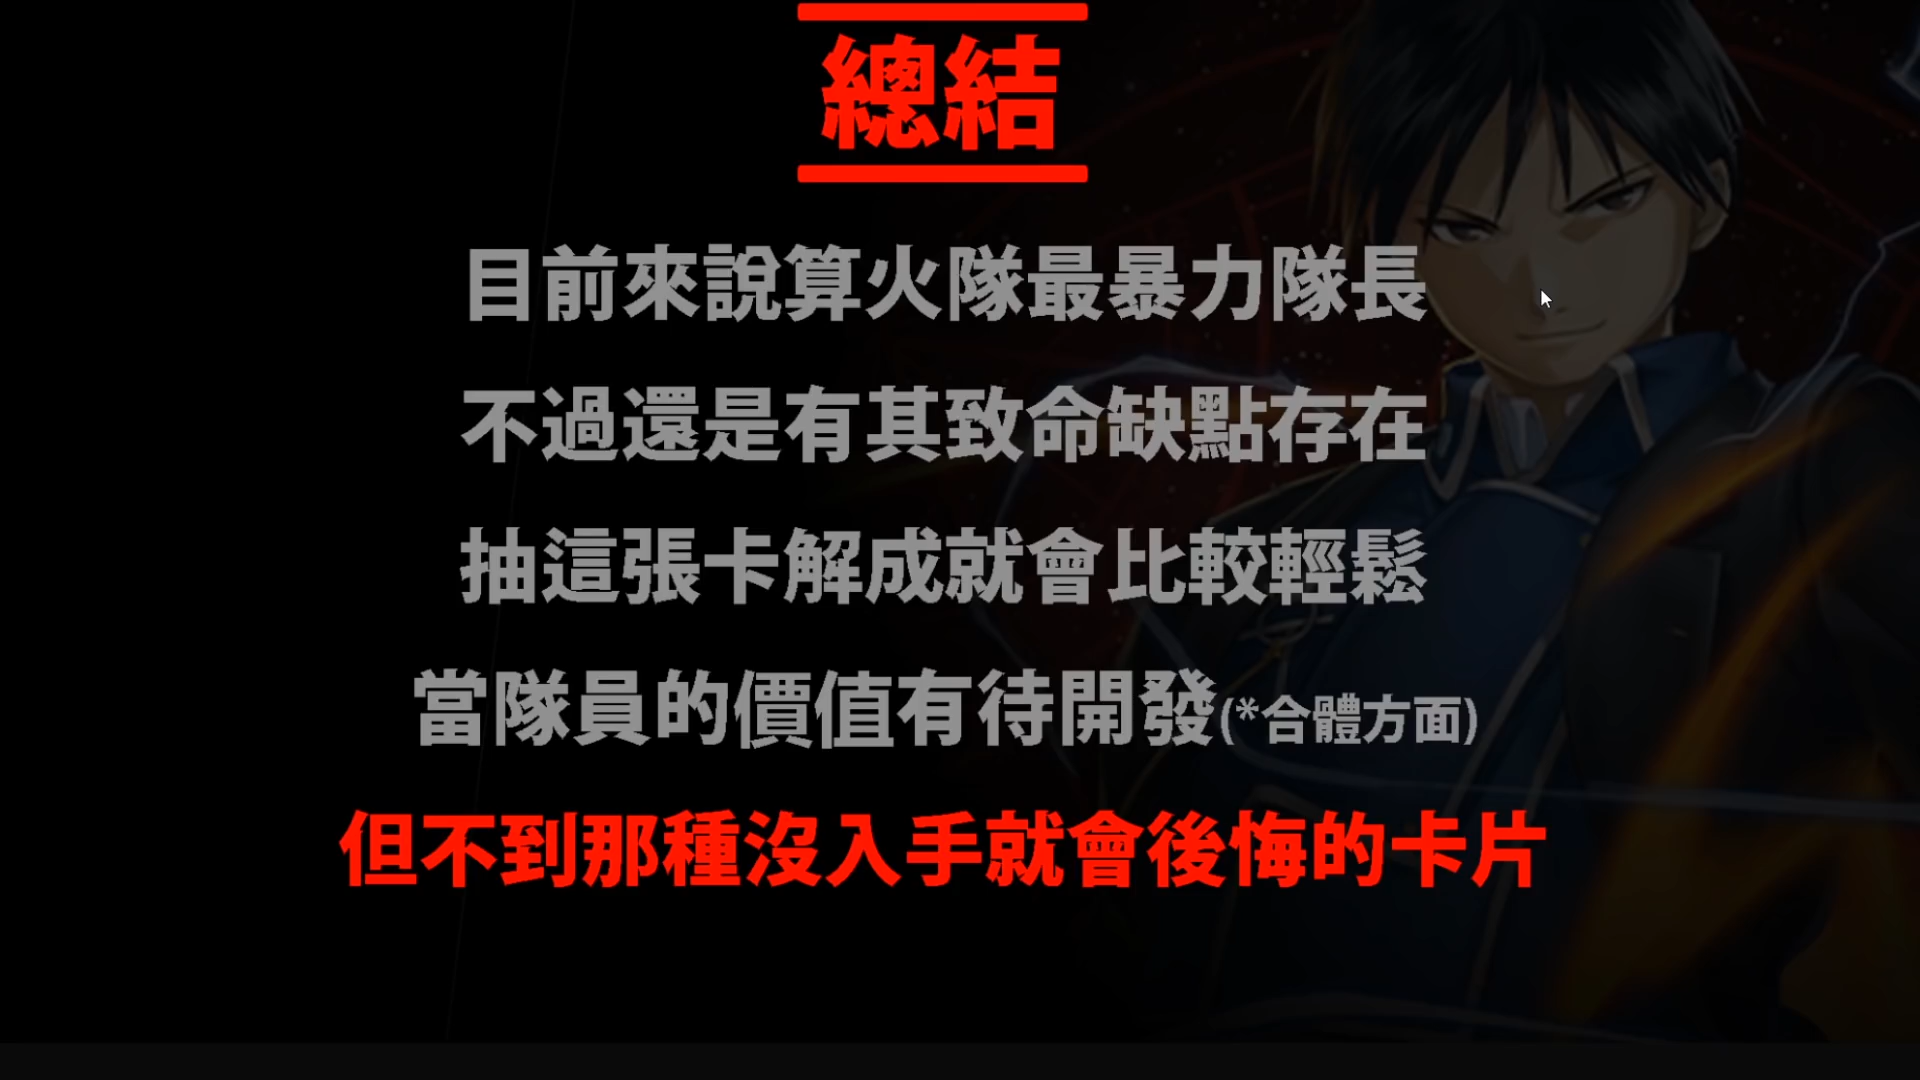 總結
目前來說算火隊最暴力隊長
不過還是有其致命缺點存在
抽這張卡解成就會比較輕鬆
當隊員的價值有待開發(*合體方面)
但不到那種沒入手就會後悔的卡片